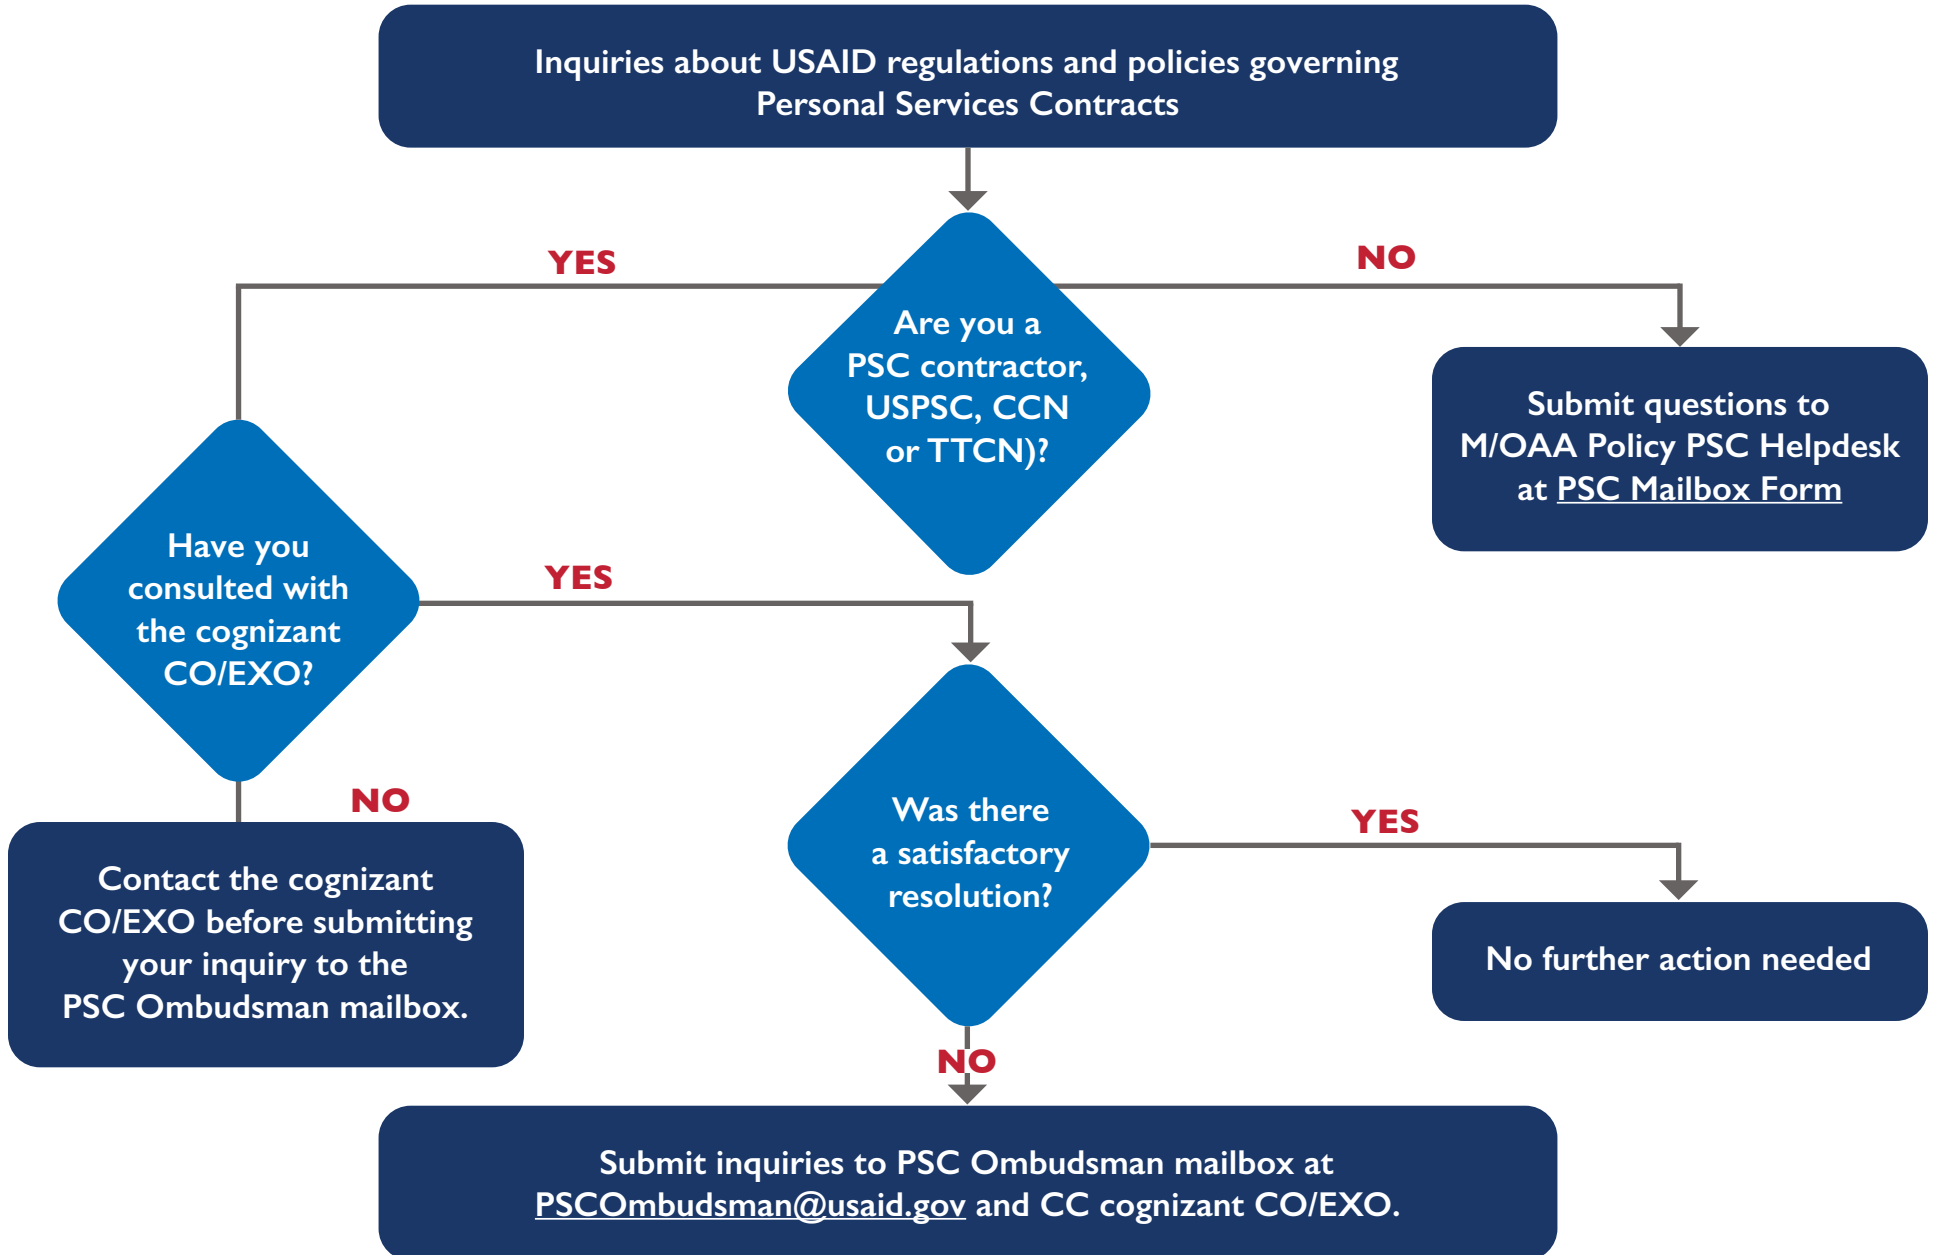 Inquiries about USAID regulations and policies governing
Personal Services Contracts
YES
NO
Are you a
PSC contractor,
USPSC, CCN
or TTCN)?
Submit questions to
M/OAA Policy PSC Helpdesk
at PSC Mailbox Form
Have you
consulted with
the cognizant
CO/EXO?
YES
NO
Contact the cognizant
CO/EXO before submitting
your inquiry to the
PSC Ombudsman mailbox.
Was there
a satisfactory
resolution?
YES
No further action needed
NO
Submit inquiries to PSC Ombudsman mailbox at
PSCOmbudsman@usaid.gov and CC cognizant CO/EXO.